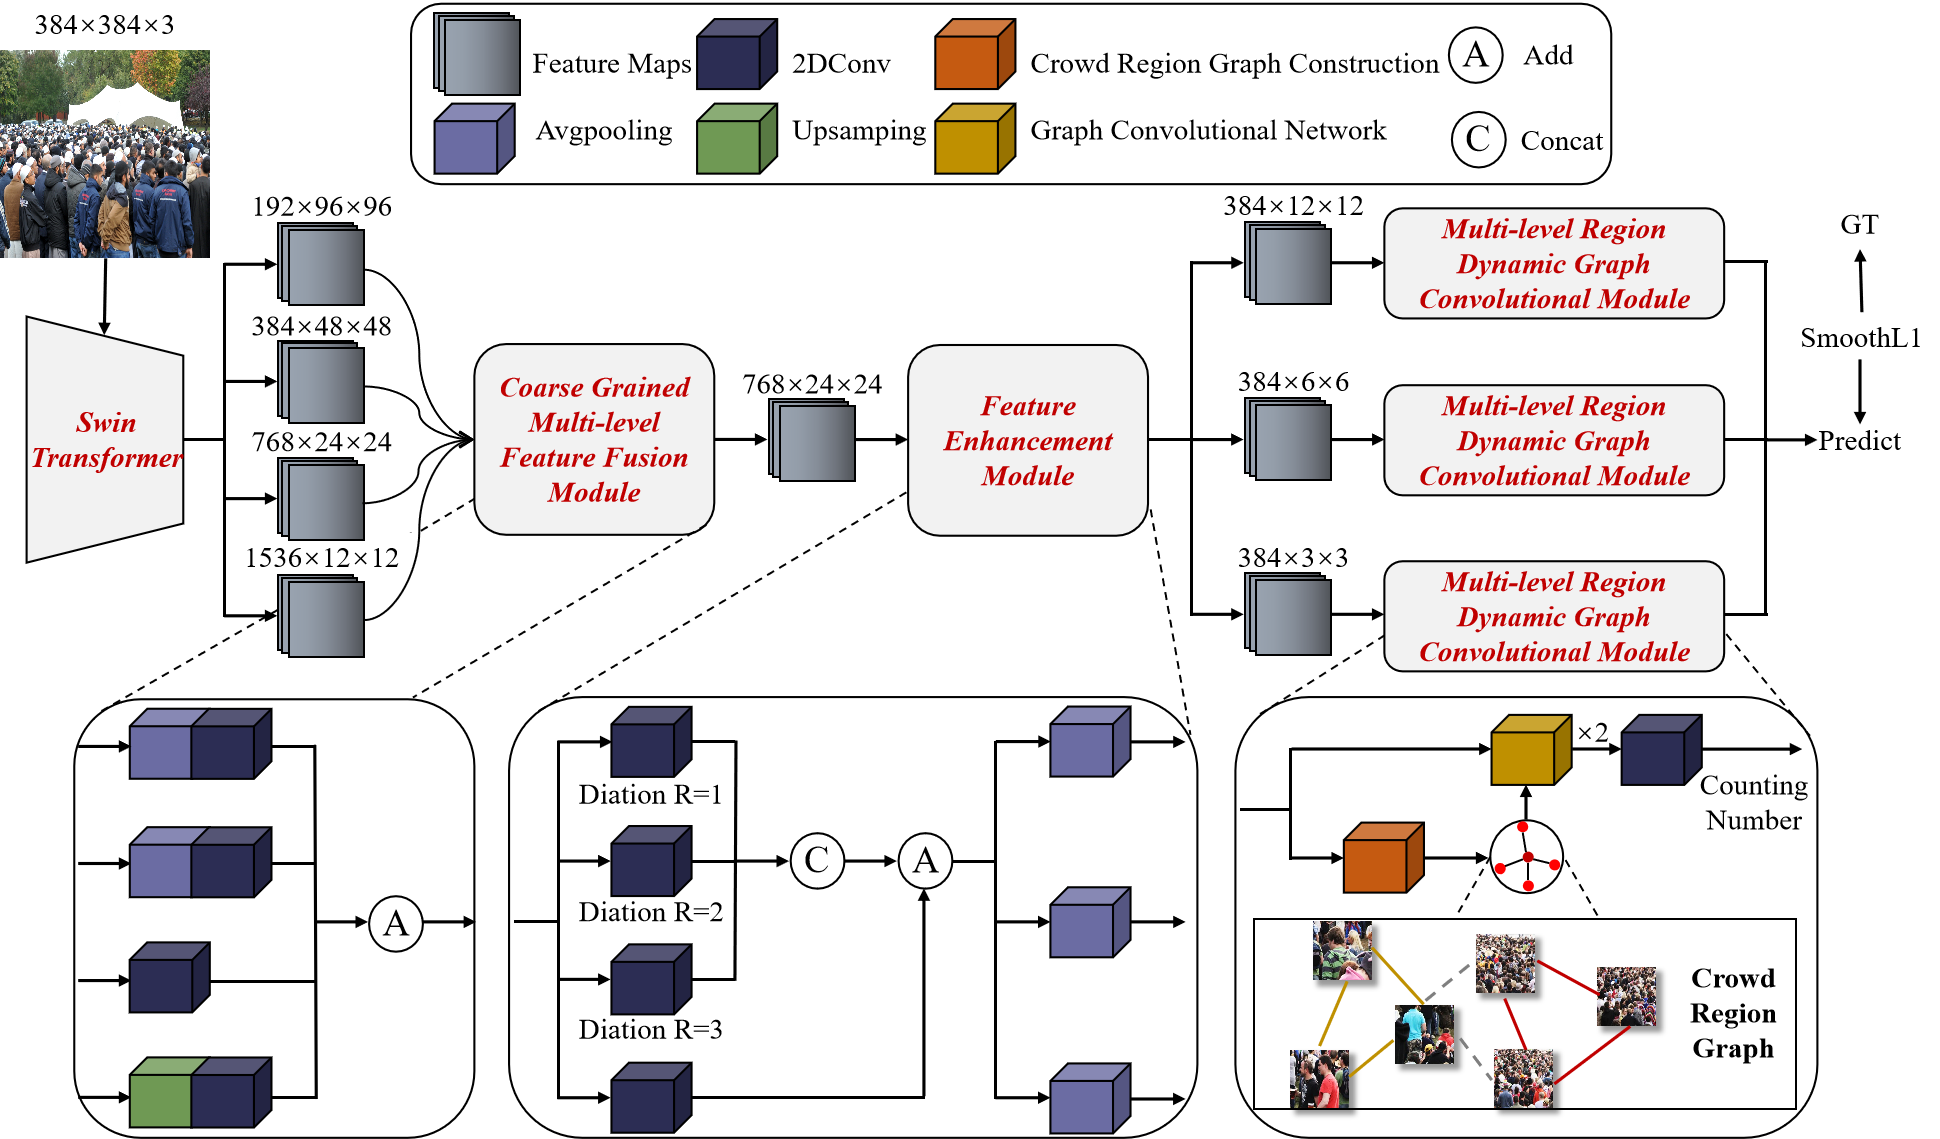 384×384×3
Feature Maps
2DConv
Crowd Region Graph Construction
A
Add
Avgpooling
Upsamping
Graph Convolutional Network
C
Concat
192×96×96
384×48×48
768×24×24
1536×12×12
Swin
Transformer
Coarse Grained
Multi-level
Feature Fusion
Module
768×24×24
Feature
Enhancement
Module
384×12×12
384×6×6
384×3×3
Multi-level Region
Dynamic Graph
Convolutional Module
Multi-level Region
Dynamic Graph
Convolutional Module
Multi-level Region
Dynamic Graph
Convolutional Module
GT
SmoothL1
Predict
A
Diation R=1
Diation R=2
Diation R=3
C
A
×2
Counting
Number
Crowd
Region
Graph